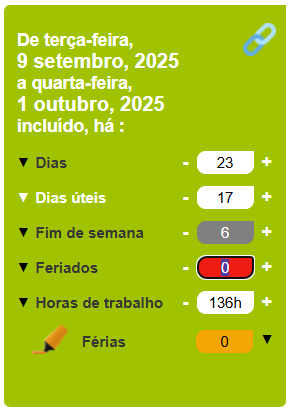 De terça-feira,
9 setembro, 2025
a quarta-feira,
1 outubro, 2025
incluído, há :
▼ Dias - 23 +
▼ Dias úteis - 17 +
▼ Fim de semana - 6 +
▼ Feriados - 0 +
▼ Horas de trabalho - 136h +
Férias 0 ▼